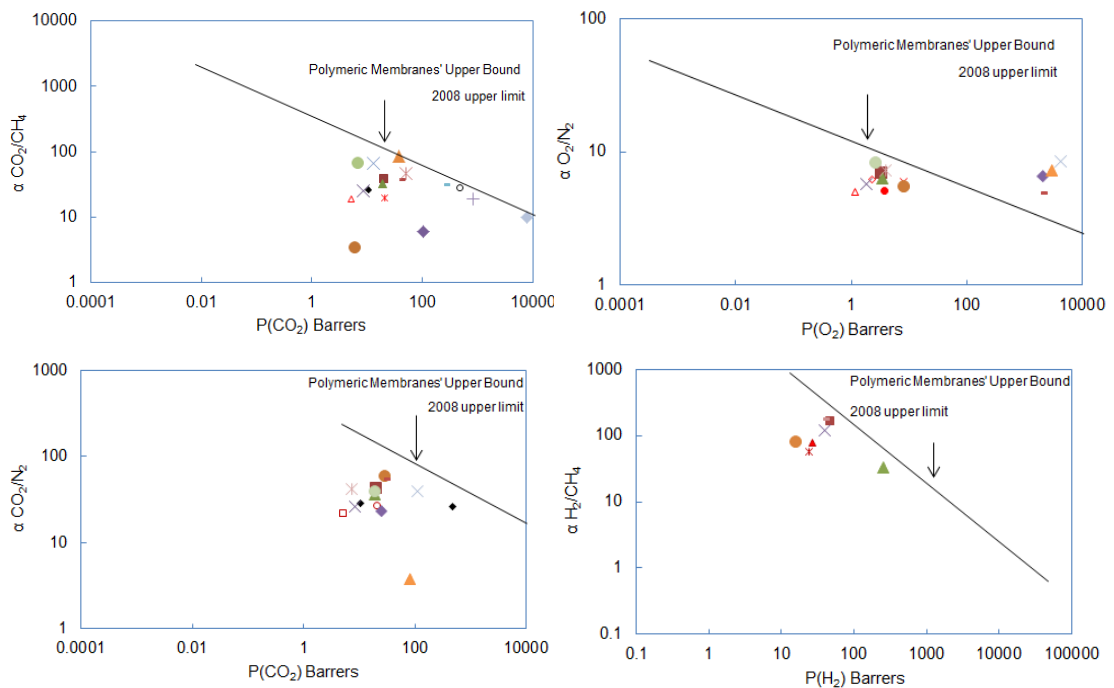 10000
1000
100
10
1
0.0001
0.01
1
100
10000
α CO₂/CH₄
P(CO₂) Barrers
Polymeric Membranes' Upper Bound
2008 upper limit
100
10
1
0.0001
0.01
1
100
10000
α O₂/N₂
P(O₂) Barrers
Polymeric Membranes' Upper Bound
2008 upper limit
1000
100
10
1
0.0001
0.01
1
100
10000
α CO₂/N₂
P(CO₂) Barrers
Polymeric Membranes' Upper Bound
2008 upper limit
1000
100
10
1
0.1
0.1
1
10
100
1000
10000
100000
α H₂/CH₄
P(H₂) Barrers
Polymeric Membranes' Upper Bound
2008 upper limit